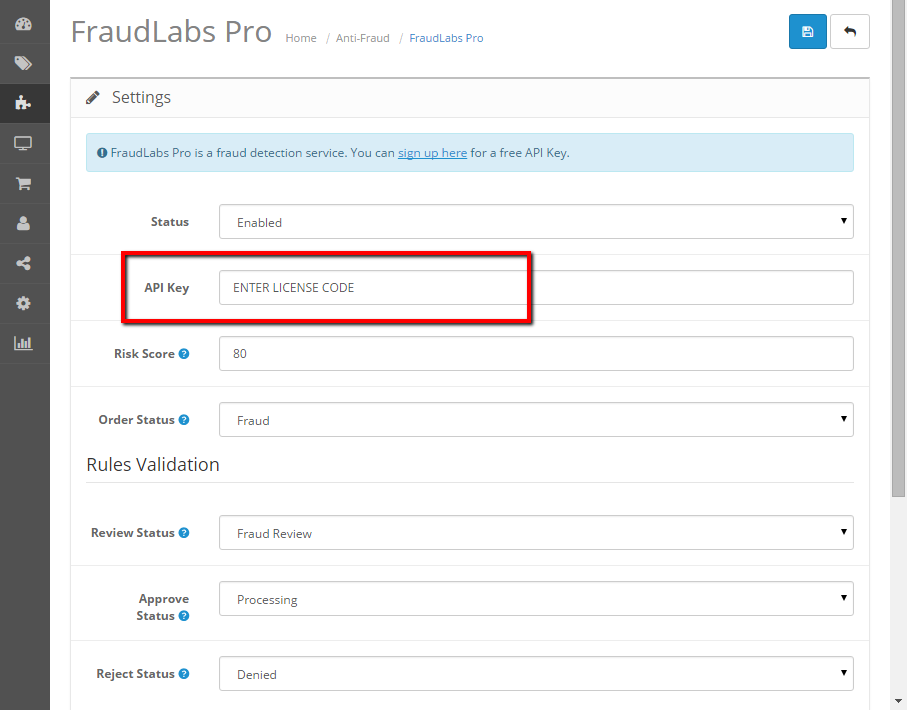 FraudLabs Pro Home / Anti-Fraud / FraudLabs Pro
Settings
FraudLabs Pro is a fraud detection service. You can sign up here for a free API Key.
Status Enabled
API Key ENTER LICENSE CODE
Risk Score 80
Order Status Fraud
Rules Validation
Review Status Fraud Review
Approve
Status Processing
Reject Status Denied